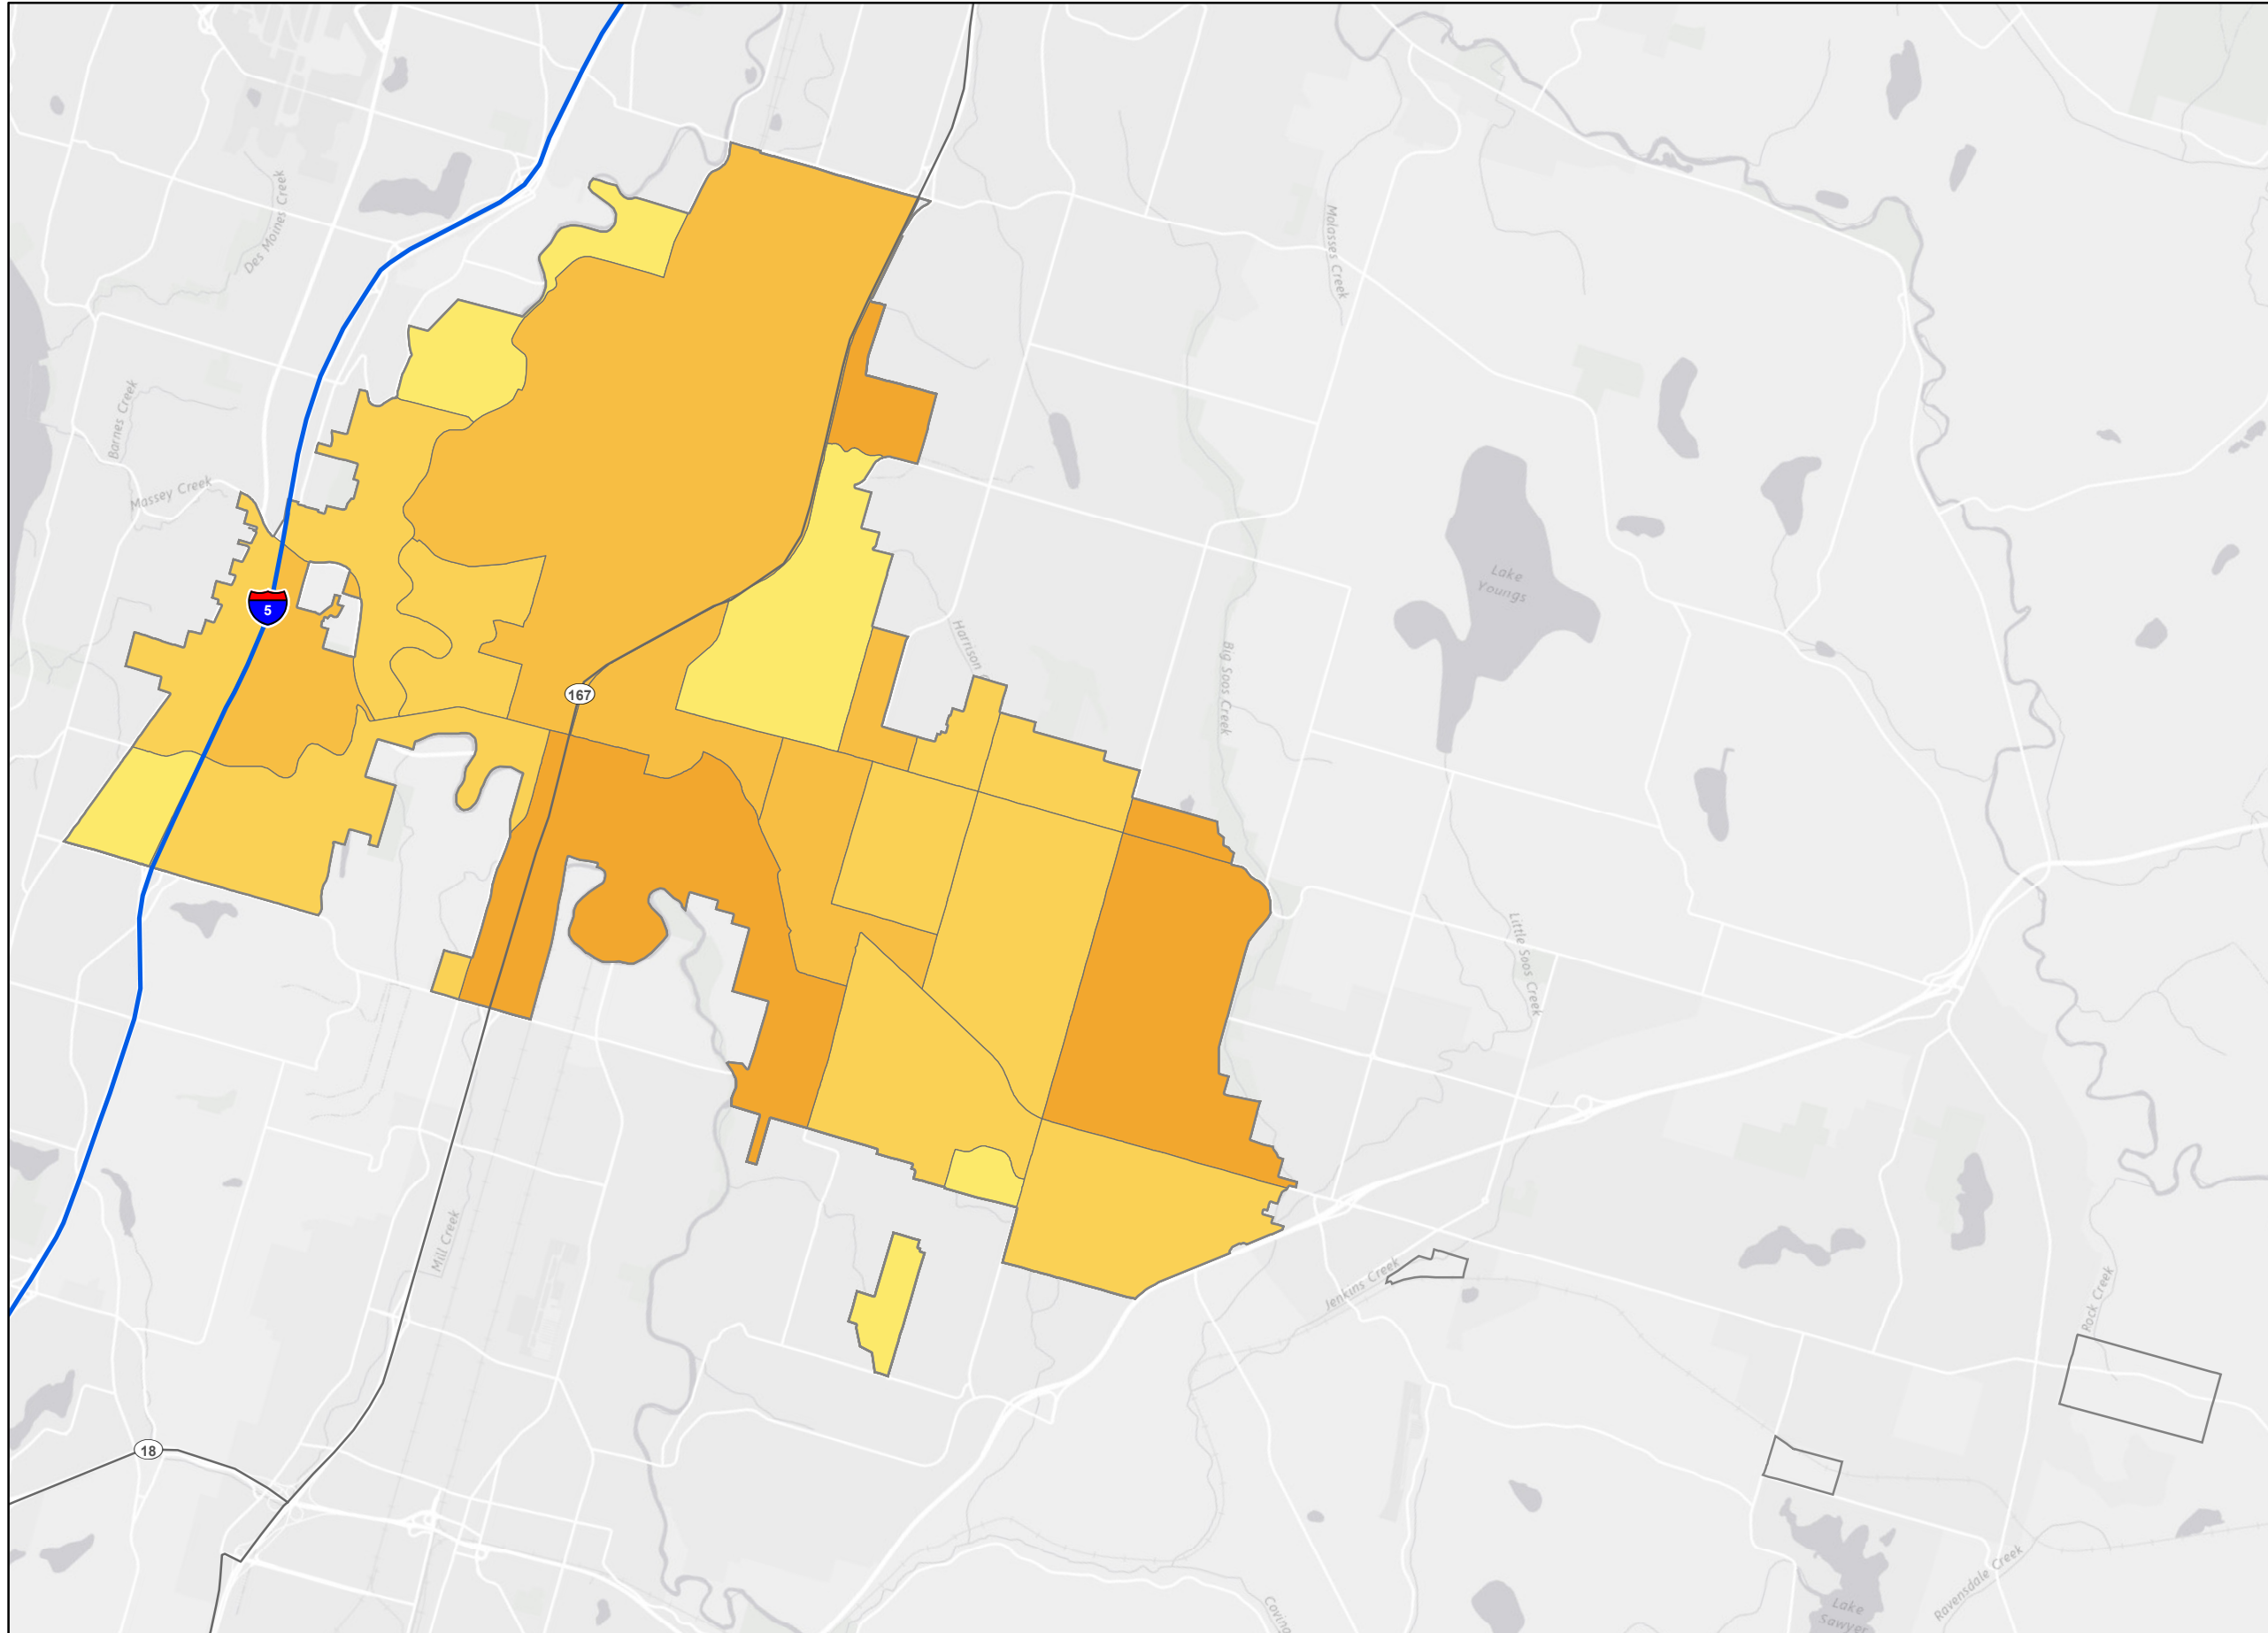 Des Moines Creek
Molasses Creek
Barnes Creek
Massey Creek
Lake
Youngs
5
Harrison
Big Soos Creek
167
Little Soos Creek
Mill Creek
Jenkins Creek
Rock Creek
18
Ravensdale Creek
Lake
Sawyer